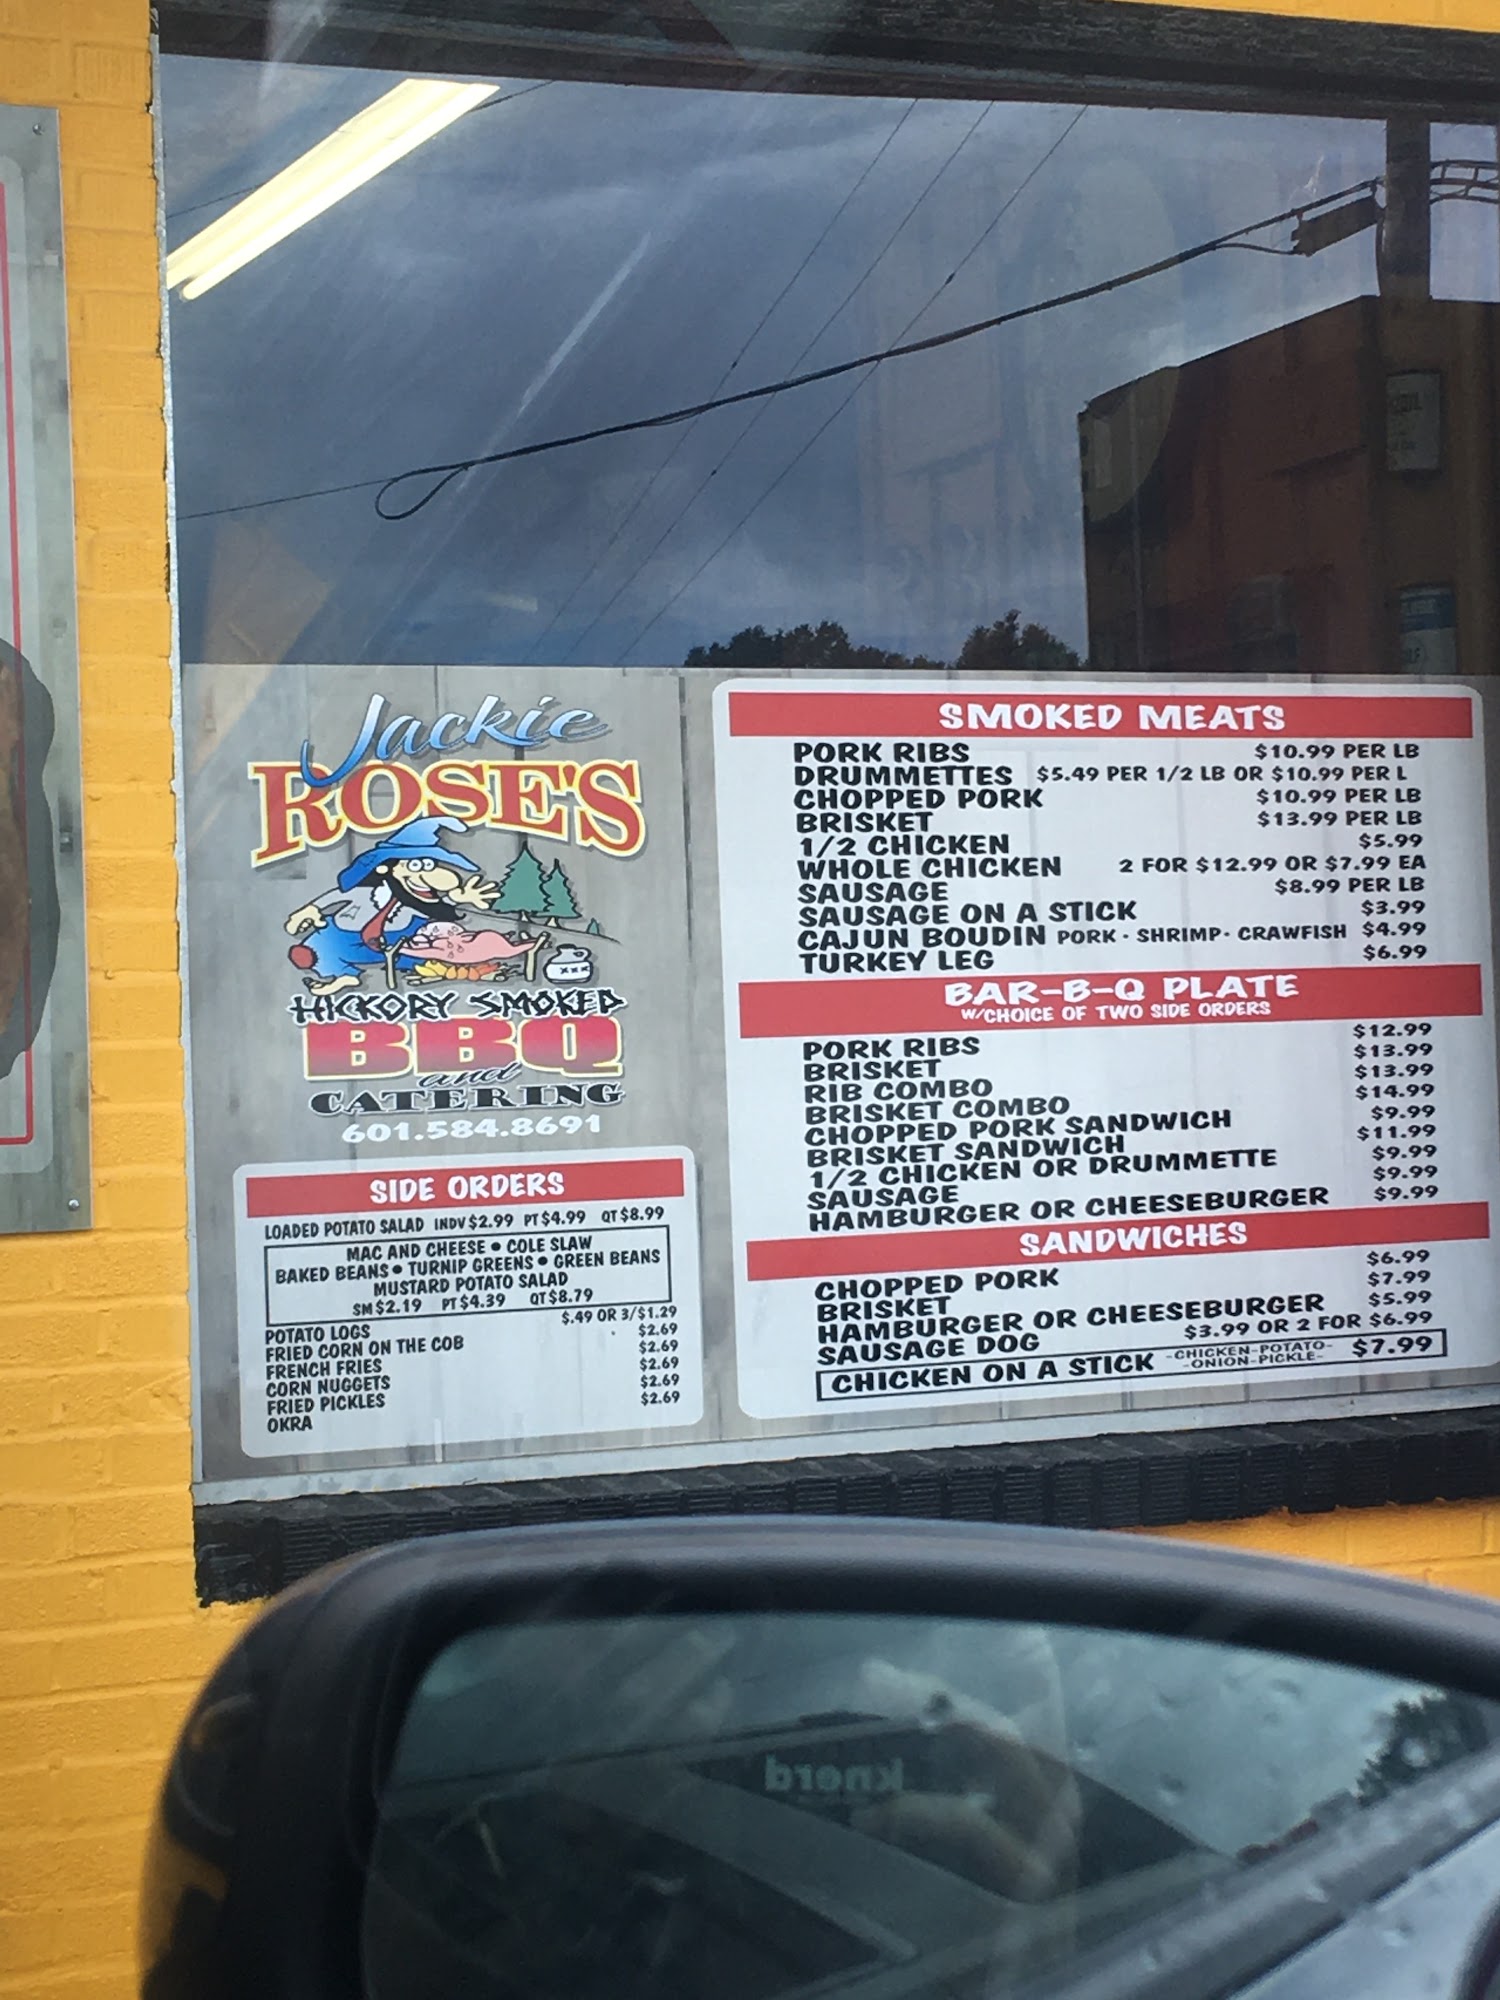 Jackie
ROSE'S
HICKORY SMOKED
BBQ
and
CATERING
601.584.8691
XXX
SIDE ORDERS
LOADED POTATO SALAD INDV $2.99 PT $4.99 QT $8.99
MAC AND CHEESE • COLE SLAW
BAKED BEANS • TURNIP GREENS • GREEN BEANS
MUSTARD POTATO SALAD
SM $2.19 PT $4.39 QT $8.79
POTATO LOGS $.49 OR 3/$1.29
FRIED CORN ON THE COB $2.69
FRENCH FRIES $2.69
CORN NUGGETS $2.69
FRIED PICKLES $2.69
OKRA $2.69
SMOKED MEATS
PORK RIBS $10.99 PER LB
DRUMMETTES $5.49 PER 1/2 LB OR $10.99 PER L
CHOPPED PORK $10.99 PER LB
BRISKET $13.99 PER LB
1/2 CHICKEN $5.99
WHOLE CHICKEN 2 FOR $12.99 OR $7.99 EA
SAUSAGE $8.99 PER LB
SAUSAGE ON A STICK $3.99
CAJUN BOUDIN PORK · SHRIMP · CRAWFISH $4.99
TURKEY LEG $6.99
BAR-B-Q PLATE
W/CHOICE OF TWO SIDE ORDERS
PORK RIBS $12.99
BRISKET $13.99
RIB COMBO $13.99
BRISKET COMBO $14.99
CHOPPED PORK SANDWICH $9.99
BRISKET SANDWICH $11.99
1/2 CHICKEN OR DRUMMETTE $9.99
SAUSAGE $9.99
HAMBURGER OR CHEESEBURGER $9.99
SANDWICHES
CHOPPED PORK $6.99
BRISKET $7.99
HAMBURGER OR CHEESEBURGER $5.99
SAUSAGE DOG $3.99 OR 2 FOR $6.99
CHICKEN ON A STICK -CHICKEN-POTATO- $7.99
-ONION-PICKLE-
knerd